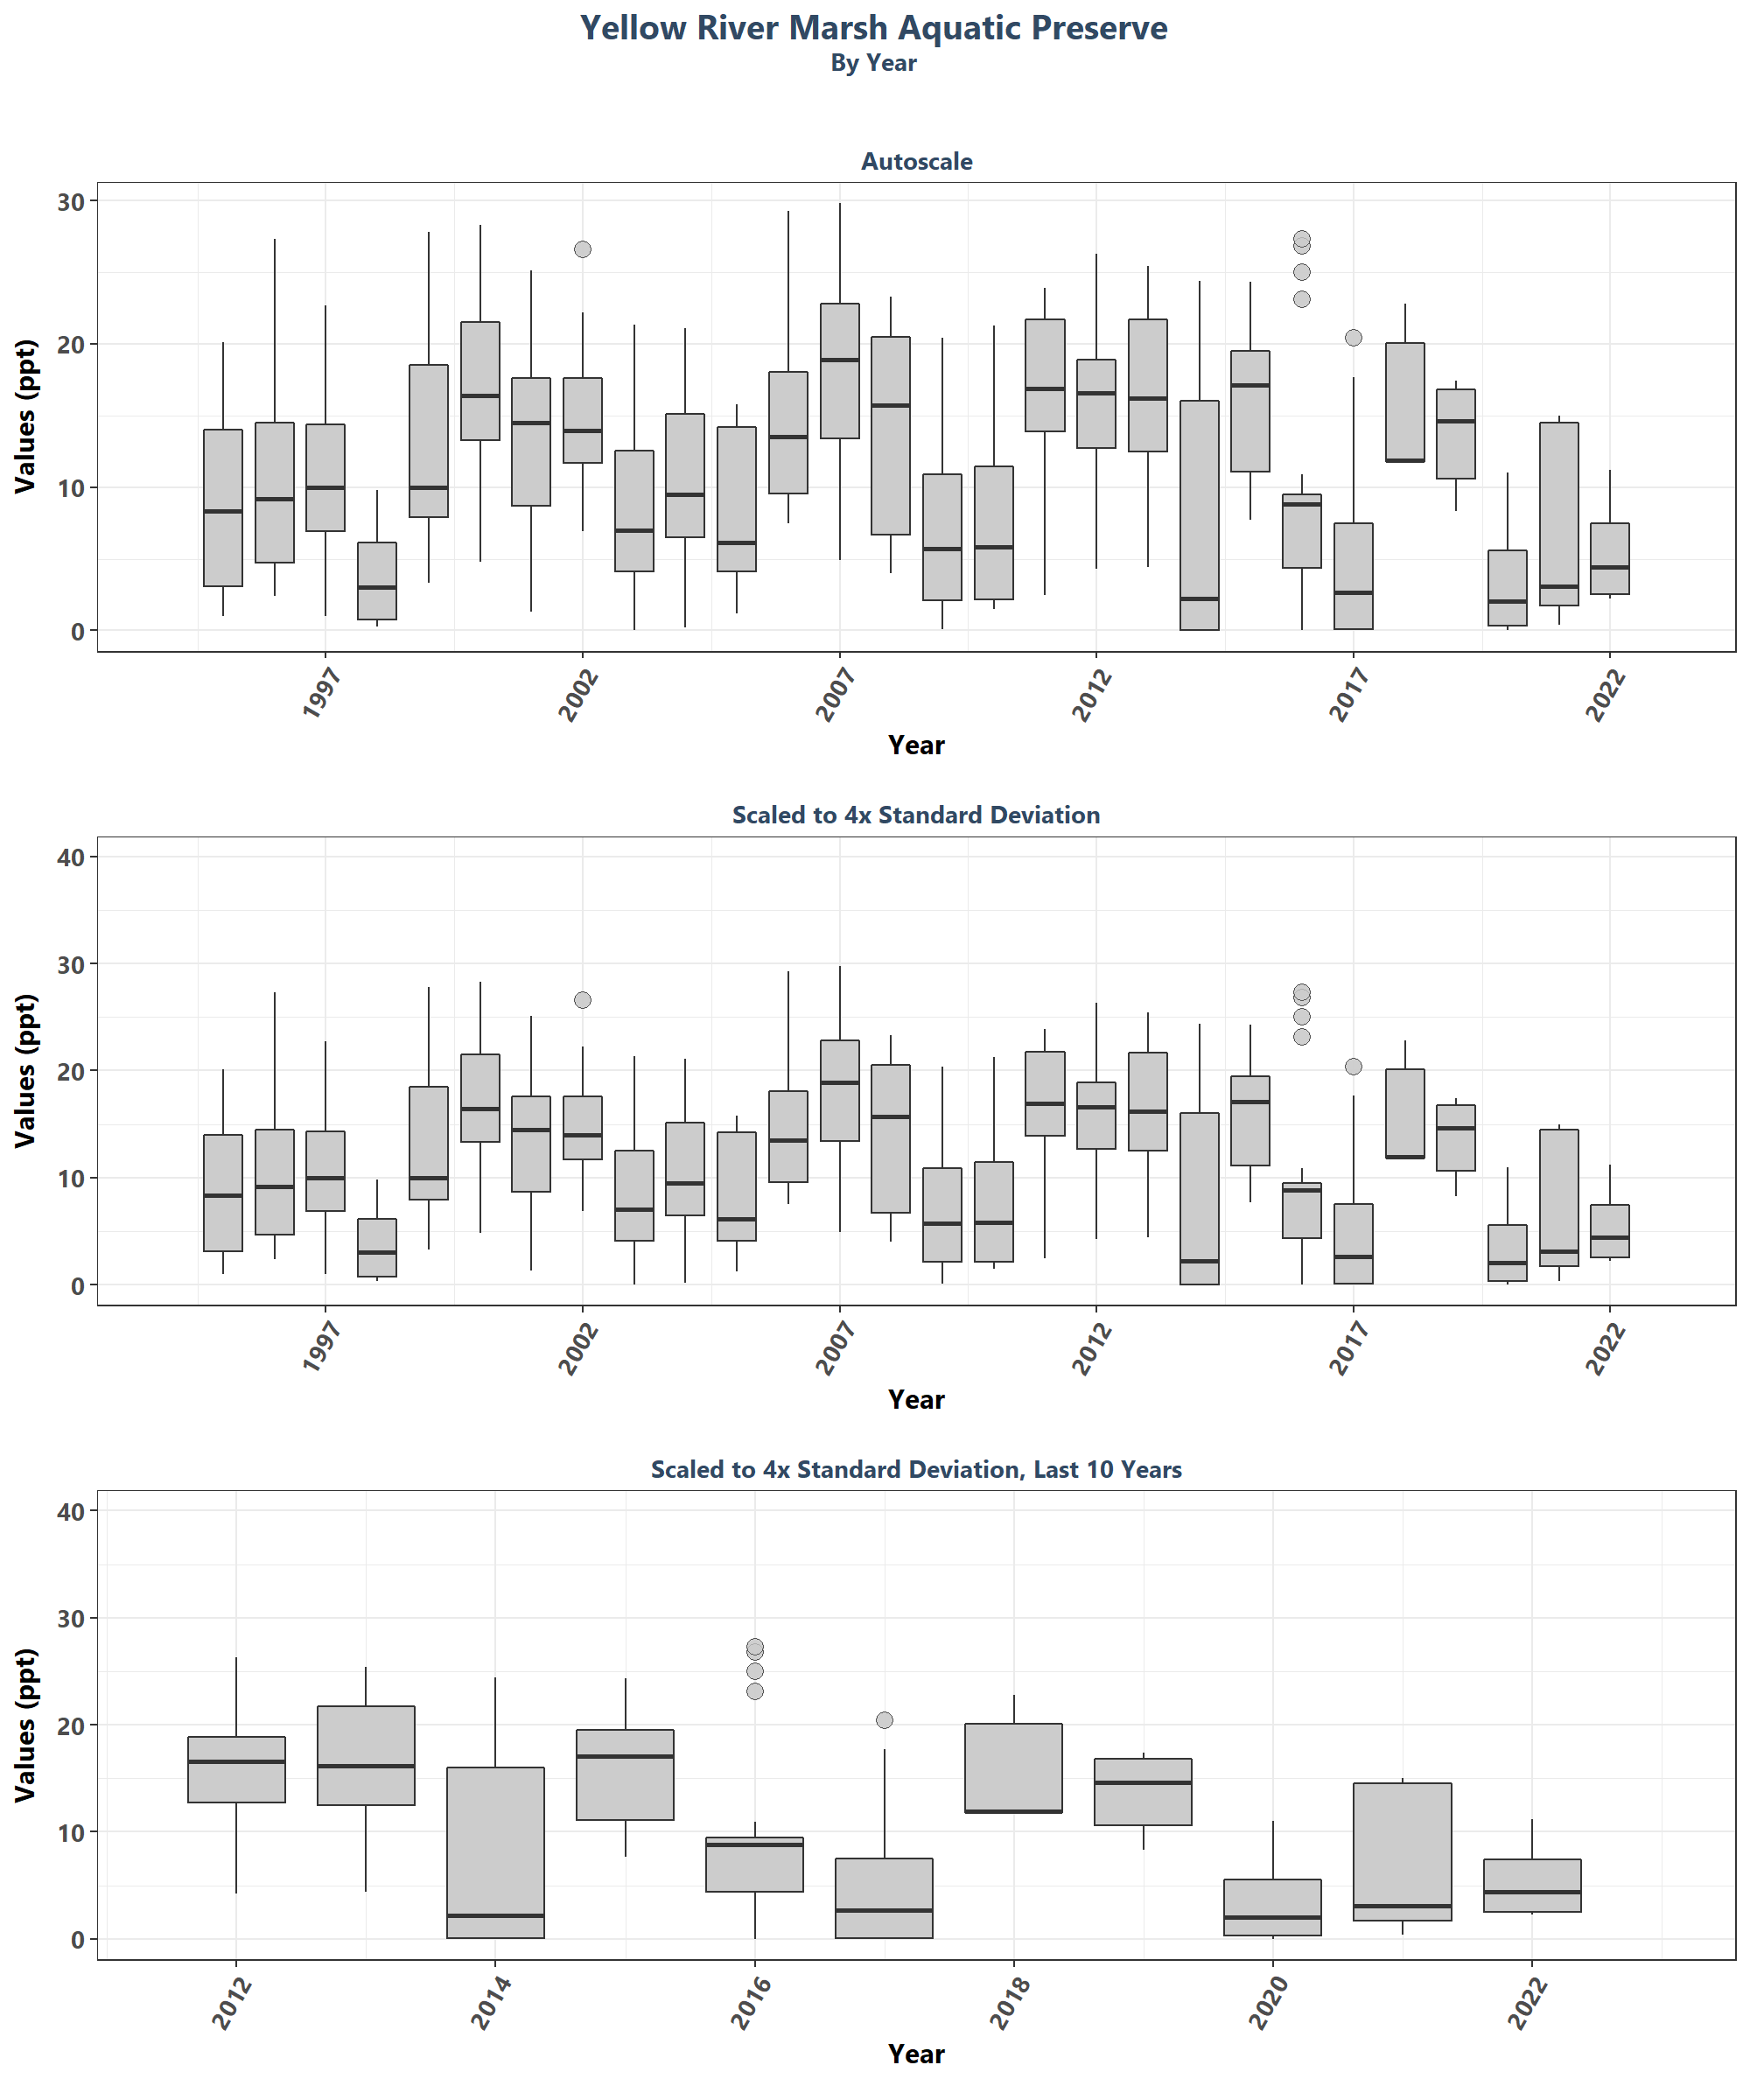 Yellow River Marsh Aquatic Preserve
By Year
Autoscale
Values (ppt)
30
20
10
0
1997 2002 2007 2012 2017 2022
Year
Scaled to 4x Standard Deviation
Values (ppt)
40
30
20
10
0
1997 2002 2007 2012 2017 2022
Year
Scaled to 4x Standard Deviation, Last 10 Years
Values (ppt)
40
30
20
10
0
2012 2014 2016 2018 2020 2022
Year